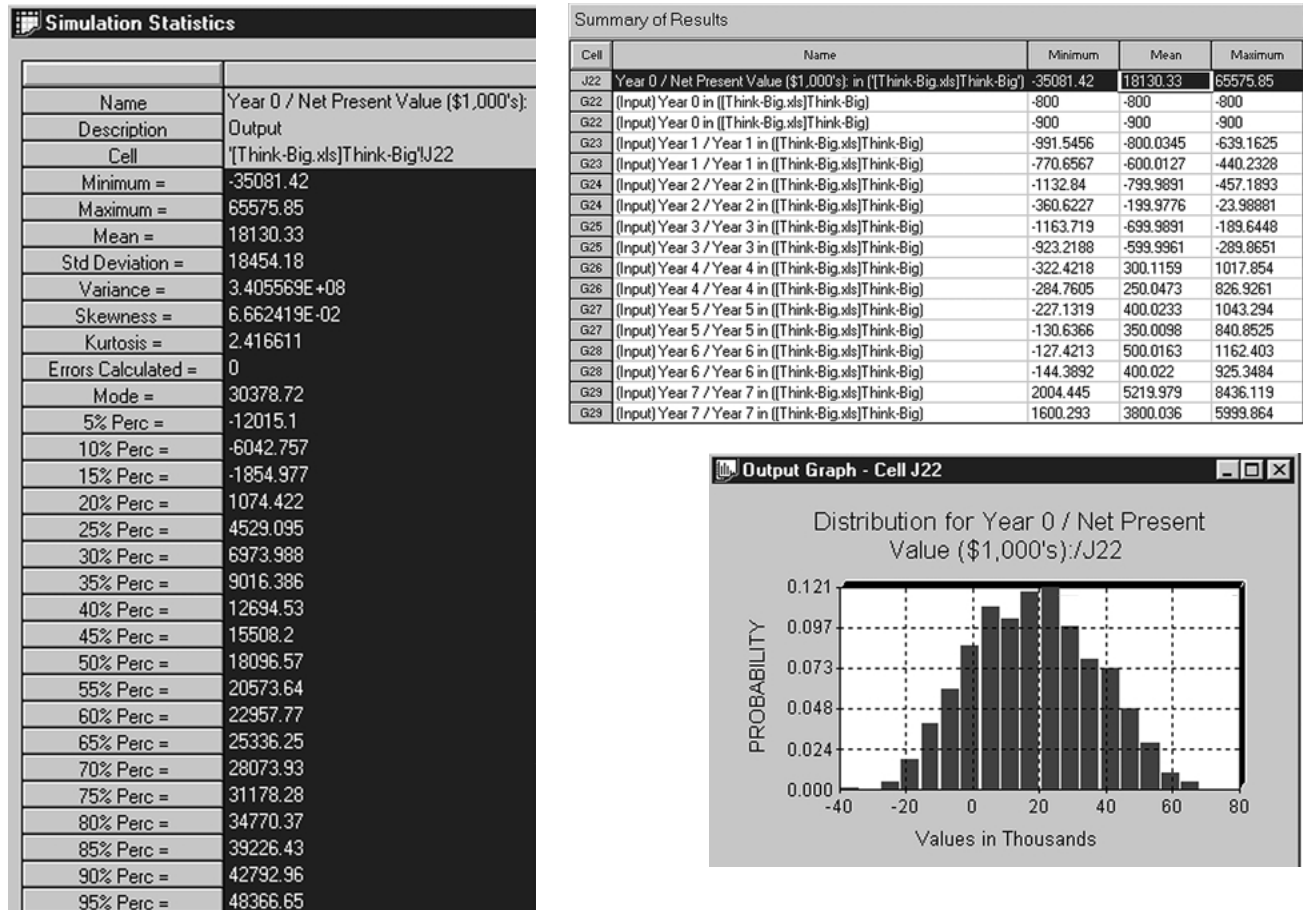 Simulation Statistics
Name Year 0 / Net Present Value ($1,000's):
Description Output
Cell '[Think-Big.xls]Think-Big'!J22
Minimum = -35081.42
Maximum = 65575.85
Mean = 18130.33
Std Deviation = 18454.18
Variance = 3.405569E+08
Skewness = 6.662419E-02
Kurtosis = 2.416611
Errors Calculated = 0
Mode = 30378.72
5% Perc = -12015.1
10% Perc = -6042.757
15% Perc = -1854.977
20% Perc = 1074.422
25% Perc = 4529.095
30% Perc = 6973.988
35% Perc = 9016.386
40% Perc = 12694.53
45% Perc = 15508.2
50% Perc = 18096.57
55% Perc = 20573.64
60% Perc = 22957.77
65% Perc = 25336.25
70% Perc = 28073.93
75% Perc = 31178.28
80% Perc = 34770.37
85% Perc = 39226.43
90% Perc = 42792.96
95% Perc = 48366.65
Summary of Results
Cell Name Minimum Mean Maximum
J22 Year 0 / Net Present Value ($1,000's): in ('[Think-Big.xls]Think-Big') -35081.42 18130.33 65575.85
G22 (Input) Year 0 in ([Think-Big.xls]Think-Big) -800 -800 -800
G22 (Input) Year 0 in ([Think-Big.xls]Think-Big) -900 -900 -900
G23 (Input) Year 1 / Year 1 in ([Think-Big.xls]Think-Big) -991.5456 -800.0345 -639.1625
G23 (Input) Year 1 / Year 1 in ([Think-Big.xls]Think-Big) -770.6567 -600.0127 -440.2328
G24 (Input) Year 2 / Year 2 in ([Think-Big.xls]Think-Big) -1132.84 -799.9891 -457.1893
G24 (Input) Year 2 / Year 2 in ([Think-Big.xls]Think-Big) -360.6227 -199.9776 -23.98881
G25 (Input) Year 3 / Year 3 in ([Think-Big.xls]Think-Big) -1163.719 -699.9891 -189.6448
G25 (Input) Year 3 / Year 3 in ([Think-Big.xls]Think-Big) -923.2188 -599.9961 -289.8651
G26 (Input) Year 4 / Year 4 in ([Think-Big.xls]Think-Big) -322.4218 300.1159 1017.854
G26 (Input) Year 4 / Year 4 in ([Think-Big.xls]Think-Big) -284.7605 250.0473 826.9261
G27 (Input) Year 5 / Year 5 in ([Think-Big.xls]Think-Big) -227.1319 400.0233 1043.294
G27 (Input) Year 5 / Year 5 in ([Think-Big.xls]Think-Big) -130.6366 350.0098 840.8525
G28 (Input) Year 6 / Year 6 in ([Think-Big.xls]Think-Big) -127.4213 500.0163 1162.403
G28 (Input) Year 6 / Year 6 in ([Think-Big.xls]Think-Big) -144.3892 400.022 925.3484
G29 (Input) Year 7 / Year 7 in ([Think-Big.xls]Think-Big) 2004.445 5219.979 8436.119
G29 (Input) Year 7 / Year 7 in ([Think-Big.xls]Think-Big) 1600.293 3800.036 5999.864
Output Graph - Cell J22
Distribution for Year 0 / Net Present
Value ($1,000's):/J22
PROBABILITY
0.121
0.097
0.073
0.048
0.024
0.000
-40 -20 0 20 40 60 80
Values in Thousands